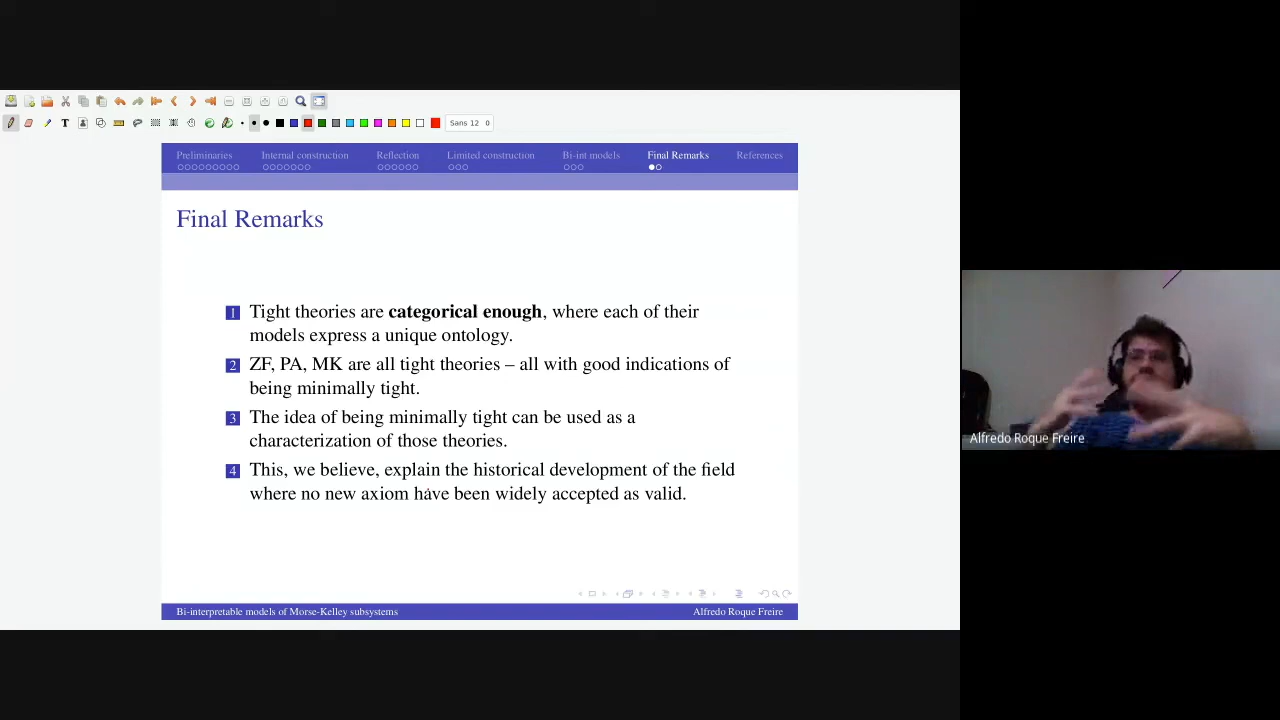 Sans 12 0
Preliminaries Internal construction Reflection Limited construction Bi-int models Final Remarks References
Final Remarks
1 Tight theories are categorical enough, where each of their
models express a unique ontology.
2 ZF, PA, MK are all tight theories – all with good indications of
being minimally tight.
3 The idea of being minimally tight can be used as a
characterization of those theories.
4 This, we believe, explain the historical development of the field
where no new axiom have been widely accepted as valid.
Bi-interpretable models of Morse-Kelley subsystems Alfredo Roque Freire
Alfredo Roque Freire